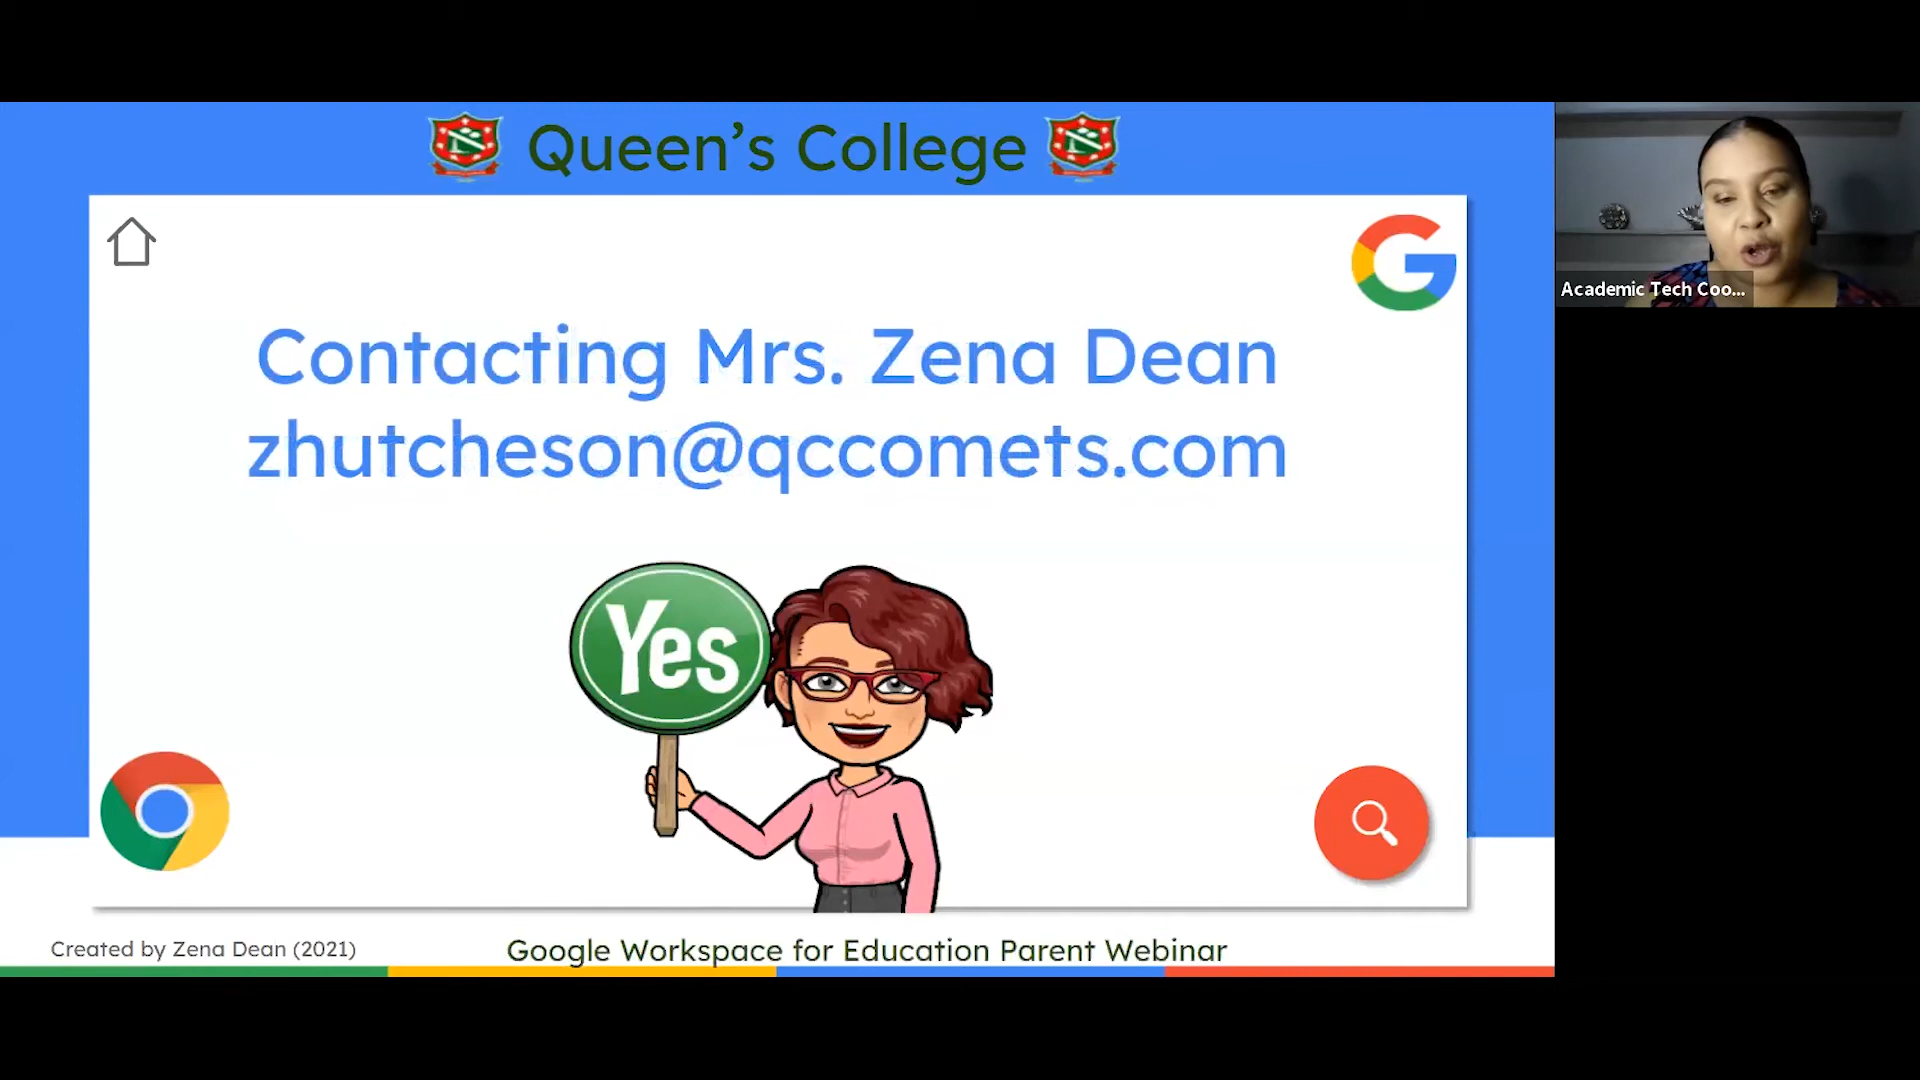 Queen's College
Academic Tech Coo...
Contacting Mrs. Zena Dean
zhutcheson@qccomets.com
Yes
Created by Zena Dean (2021)
Google Workspace for Education Parent Webinar